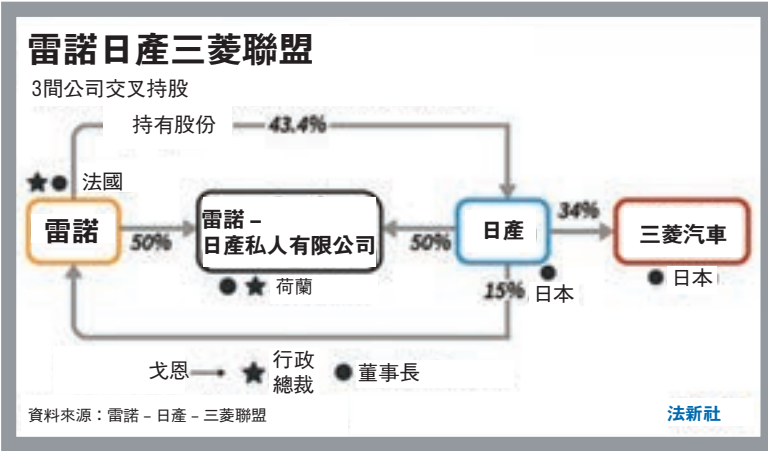 雷諾日產三菱聯盟
3間公司交叉持股
持有股份 43.4%
★● 法國
雷諾
50%
雷諾 –
日產私人有限公司
● ★ 荷蘭
50%
日產
15%
● 日本
34%
三菱汽車
● 日本
戈恩 ★ 行政
總裁 ● 董事長
資料來源：雷諾 – 日產 – 三菱聯盟
法新社